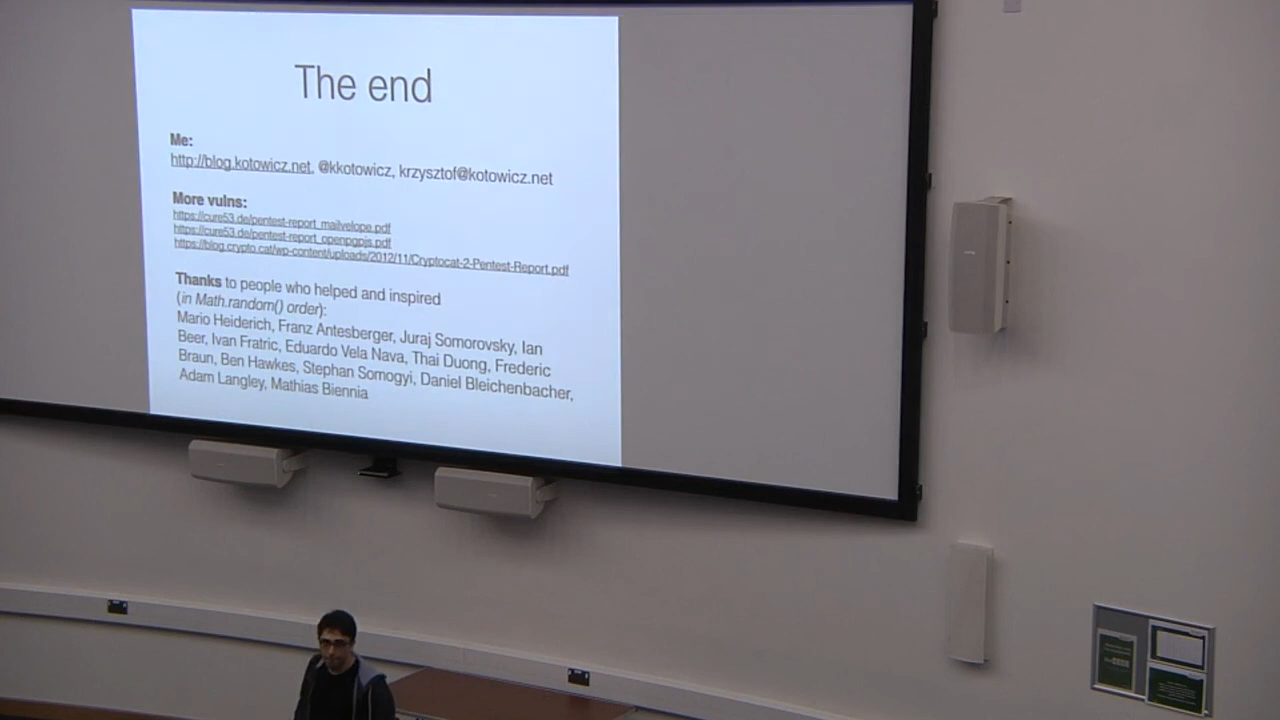 The end
Me:
http://blog.kotowicz.net, @kkotowicz, krzysztof@kotowicz.net
More vulns:
https://cure53.de/pentest-report_mailvelope.pdf
https://cure53.de/pentest-report_openpgpjs.pdf
https://blog.crypto.cat/wp-content/uploads/2012/11/Cryptocat-2-Pentest-Report.pdf
Thanks to people who helped and inspired
(in Math.random() order):
Mario Heiderich, Franz Antesberger, Juraj Somorovsky, Ian
Beer, Ivan Fratric, Eduardo Vela Nava, Thai Duong, Frederic
Braun, Ben Hawkes, Stephan Somogyi, Daniel Bleichenbacher,
Adam Langley, Mathias Biennia